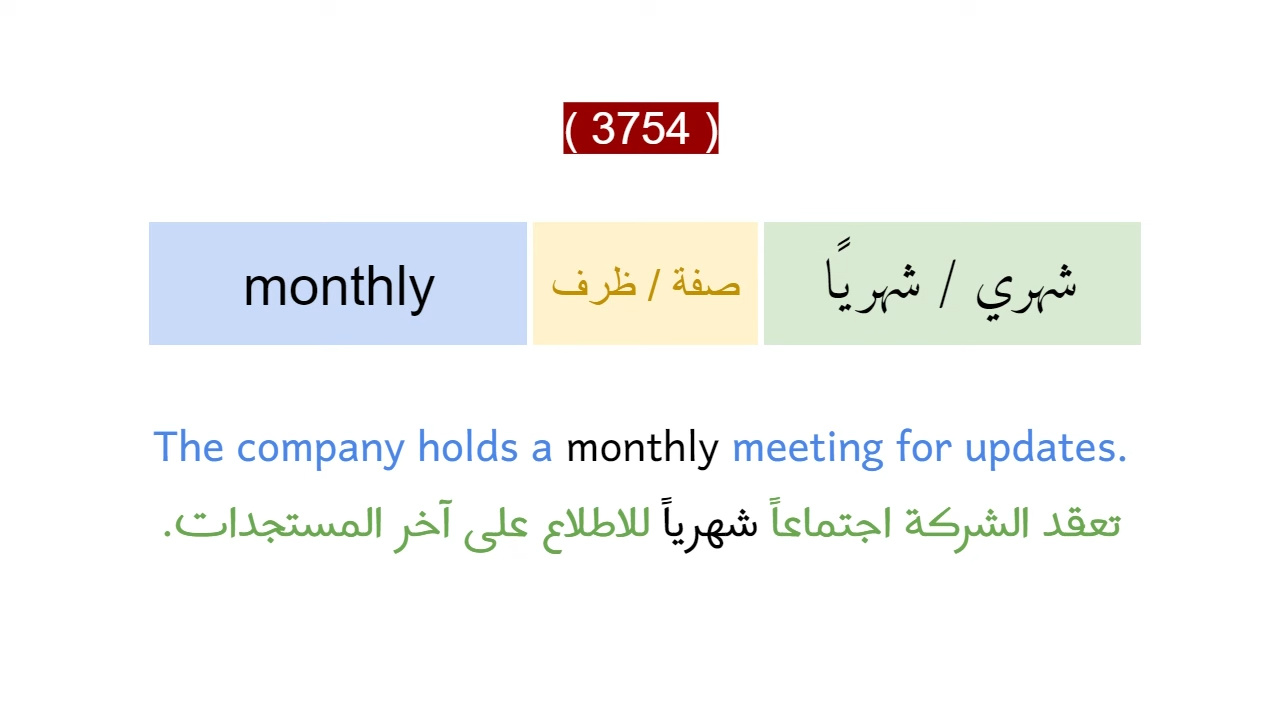 ( 3754 )
monthly
صفة / ظرف
شهري / شهريًا
The company holds a monthly meeting for updates.
تعقد الشركة اجتماعاً شهرياً للاطلاع على آخر المستجدات.